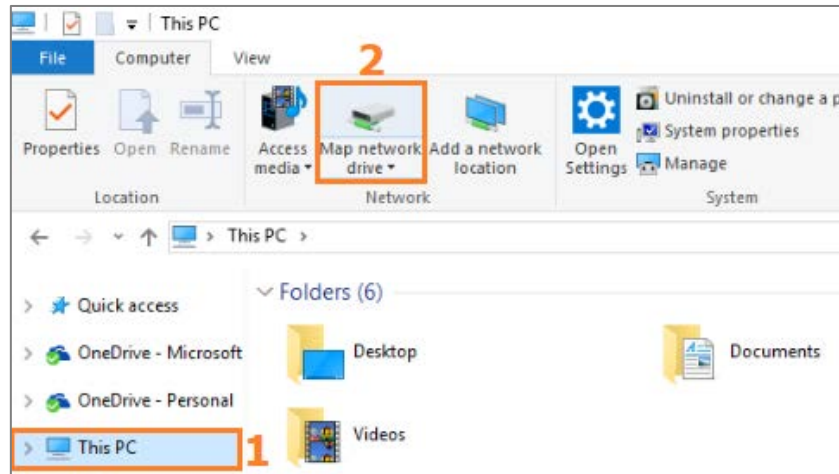 This PC
File Computer View
2
Properties Open Rename
Access media
Map network drive
Add a network location
Open Settings
Uninstall or change a p
System properties
Manage
Location Network System
This PC
Quick access
OneDrive - Microsoft
OneDrive - Personal
This PC
1
Folders (6)
Desktop
Documents
Videos